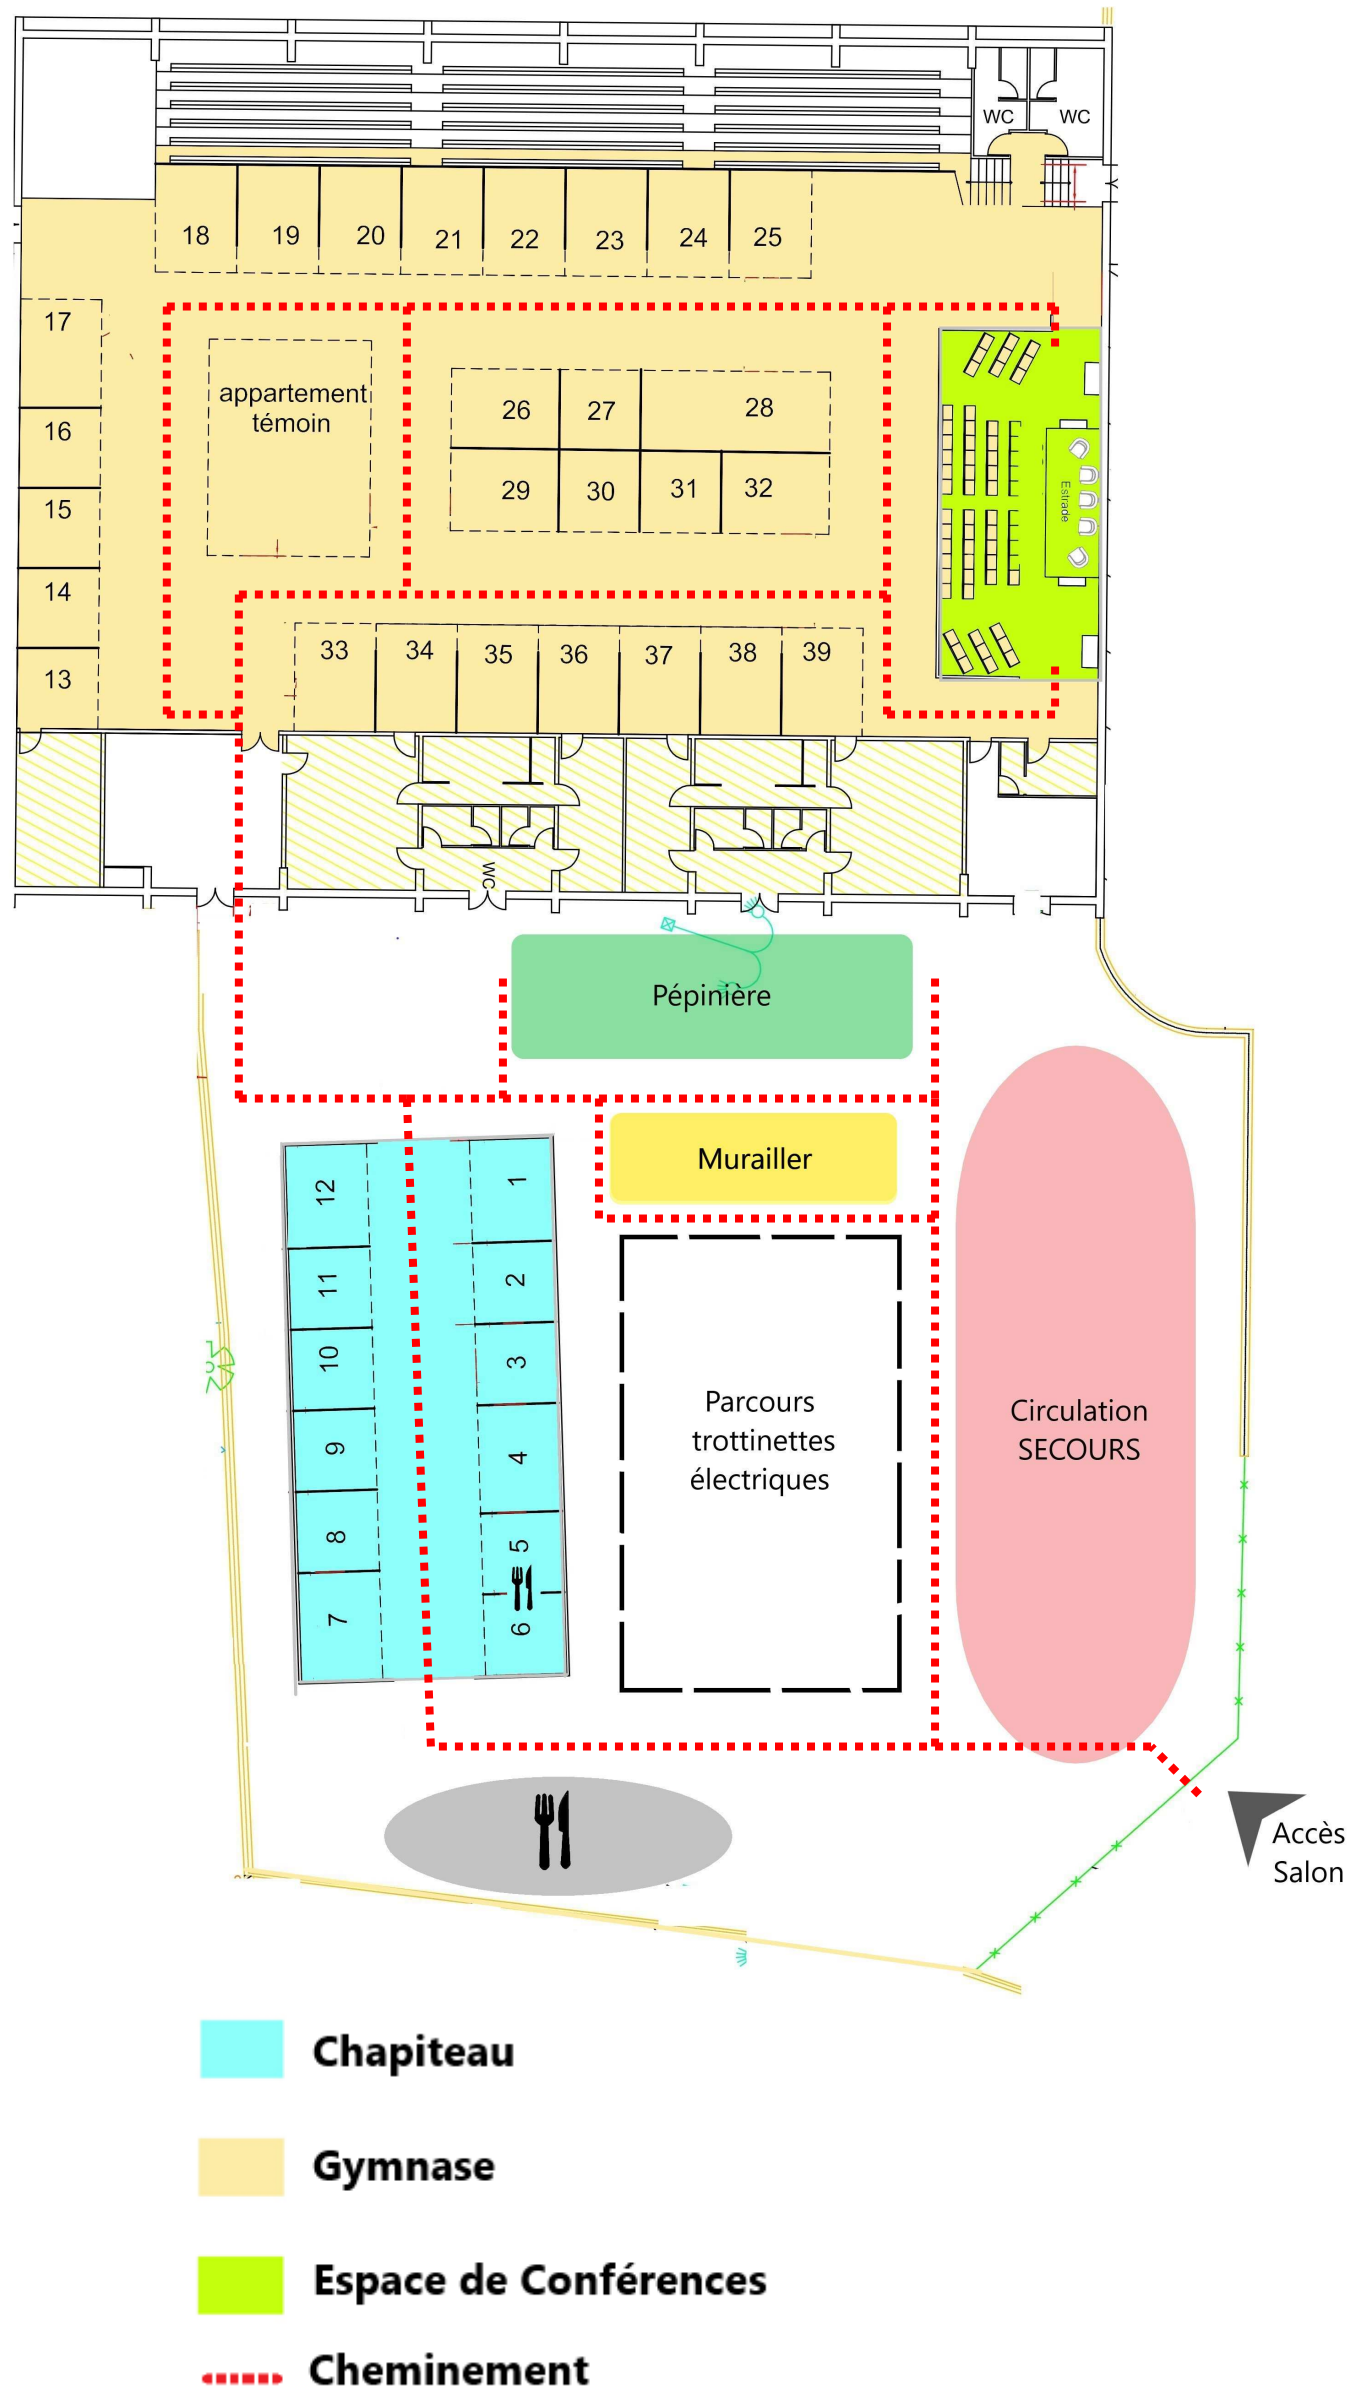 WC WC
18 19 20 21 22 23 24 25
17
16
15
14
13
appartement
témoin
26 27 28
29 30 31 32
Estrade
33 34 35 36 37 38 39
WC
Pépinière
Murailler
12
11
10
9
8
7
1
2
3
4
5
6
Parcours
trottinettes
électriques
Circulation
SECOURS
Accès
Salon
Chapiteau
Gymnase
Espace de Conférences
Cheminement